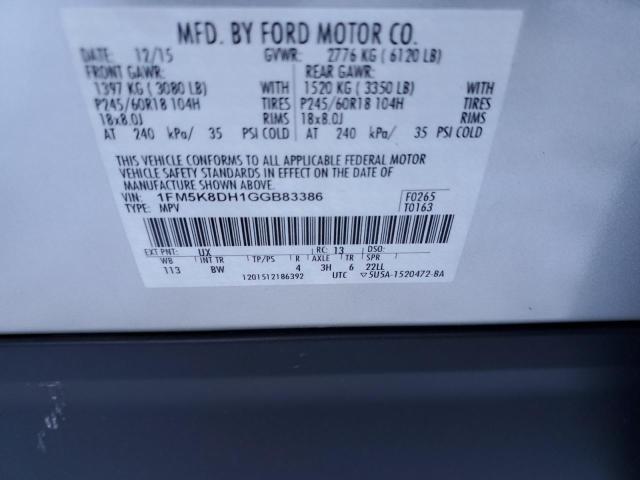 MFD. BY FORD MOTOR CO.
DATE: 12/15 GVWR: 2776 KG ( 6120 LB)
FRONT GAWR: REAR GAWR:
1397 KG ( 3080 LB) WITH 1520 KG ( 3350 LB) WITH
P245/60R18 104H TIRES P245/60R18 104H TIRES
18x8.0J RIMS 18x8.0J RIMS
AT 240 kPa/ 35 PSI COLD AT 240 kPa/ 35 PSI COLD
THIS VEHICLE CONFORMS TO ALL APPLICABLE FEDERAL MOTOR
VEHICLE SAFETY STANDARDS IN EFFECT ON THE DATE OF
MANUFACTURE SHOWN ABOVE.
VIN: 1FM5K8DH1GGB83386 F0265
TYPE: MPV T0163
EXT PNT: UX RC: 13 DSO:
WB INT TR TP/PS R AXLE TR SPR
113 BW 4 3H 6 22LL
1201512186392 UTC ▽5U5A-1520472-BA